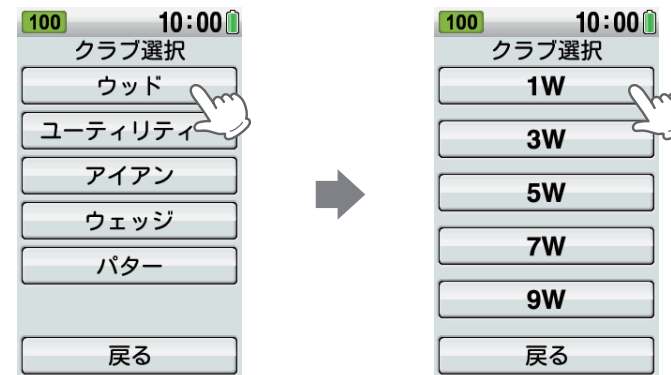 100 10:00
クラブ選択
ウッド
ユーティリティ
アイアン
ウェッジ
パター
戻る
100 10:00
クラブ選択
1W
3W
5W
7W
9W
戻る